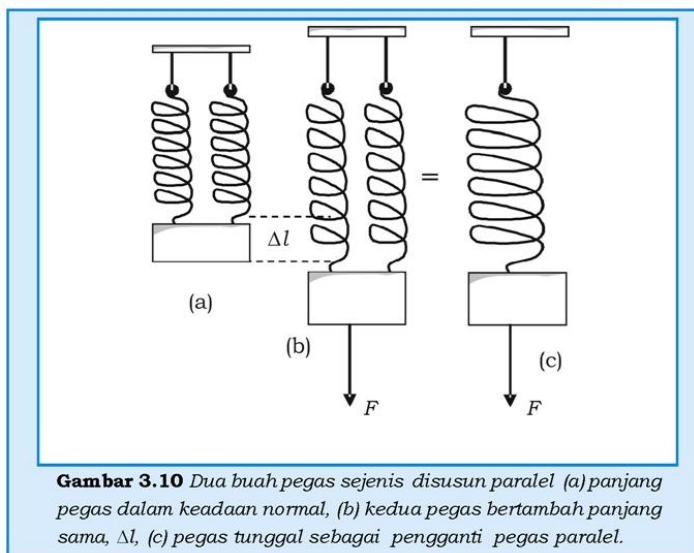 Δl
=
(a)
(b)
(c)
F
F
Gambar 3.10 Dua buah pegas sejenis disusun paralel (a) panjang
pegas dalam keadaan normal, (b) kedua pegas bertambah panjang
sama, Δl, (c) pegas tunggal sebagai pengganti pegas paralel.